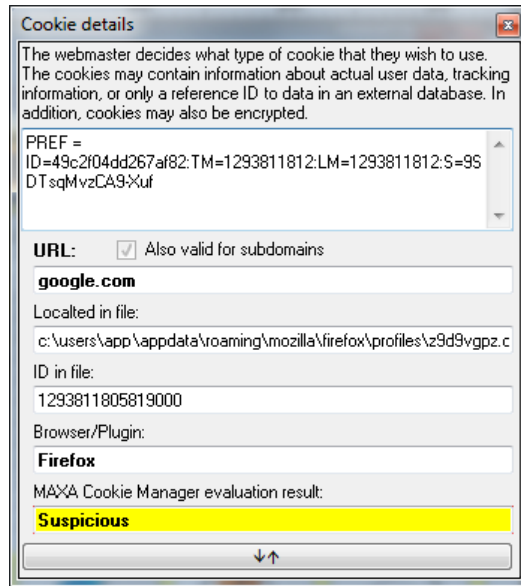 Cookie details
The webmaster decides what type of cookie that they wish to use.
The cookies may contain information about actual user data, tracking
information, or only a reference ID to data in an external database. In
addition, cookies may also be encrypted.
PREF =
ID=49c2f04dd267af82:TM=1293811812:LM=1293811812:S=9S
DTsqMvzCA9-Xuf
URL: Also valid for subdomains
google.com
Localted in file:
c:\users\app\appdata\roaming\mozilla\firefox\profiles\z9d9vgpz.c
ID in file:
1293811805819000
Browser/Plugin:
Firefox
MAXA Cookie Manager evaluation result:
Suspicious